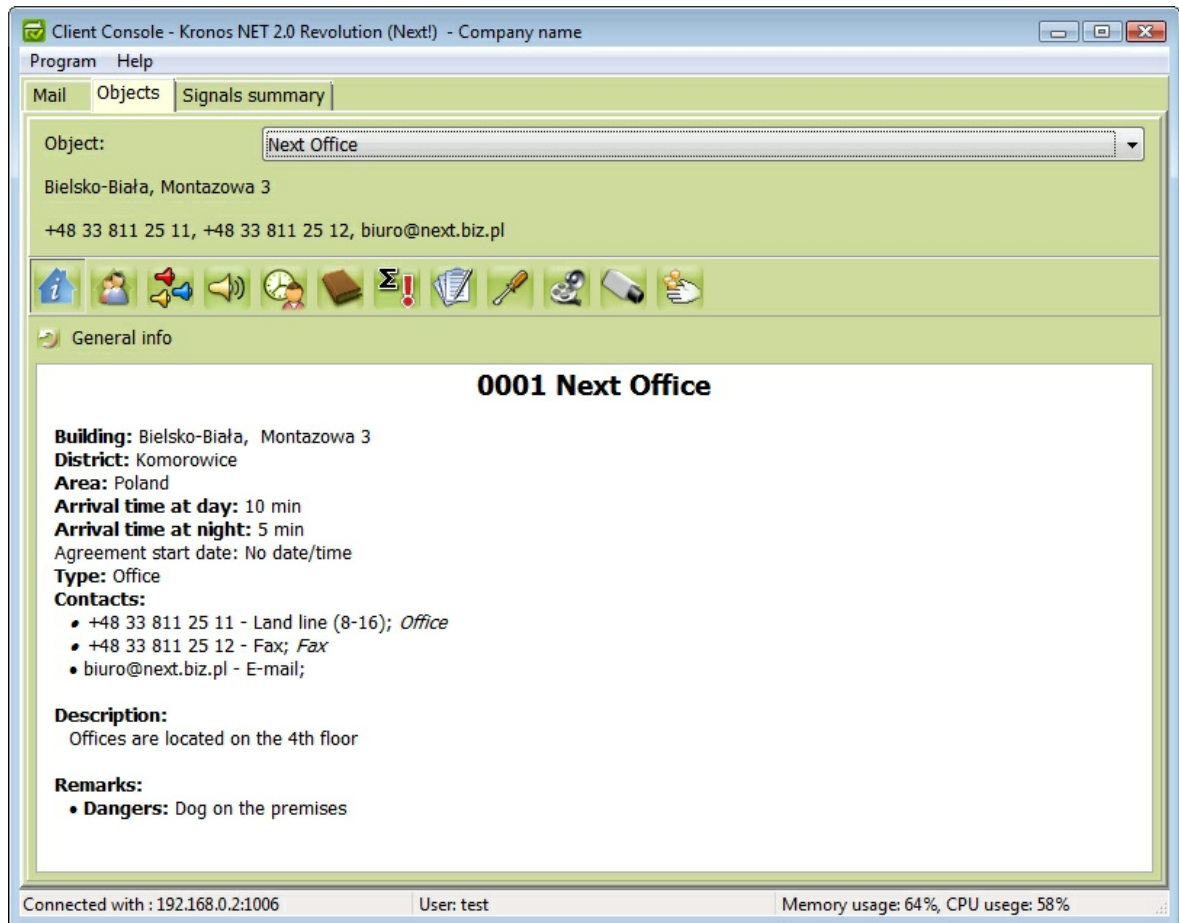 Client Console - Kronos NET 2.0 Revolution (Next!) - Company name
Program Help
Mail Objects Signals summary
Object: Next Office
Bielsko-Biała, Montazowa 3
+48 33 811 25 11, +48 33 811 25 12, biuro@next.biz.pl
General info
0001 Next Office
Building: Bielsko-Biała, Montazowa 3
District: Komorowice
Area: Poland
Arrival time at day: 10 min
Arrival time at night: 5 min
Agreement start date: No date/time
Type: Office
Contacts:
• +48 33 811 25 11 - Land line (8-16); Office
• +48 33 811 25 12 - Fax; Fax
• biuro@next.biz.pl - E-mail;
Description:
Offices are located on the 4th floor
Remarks:
• Dangers: Dog on the premises
Connected with : 192.168.0.2:1006 User: test Memory usage: 64%, CPU usege: 58%